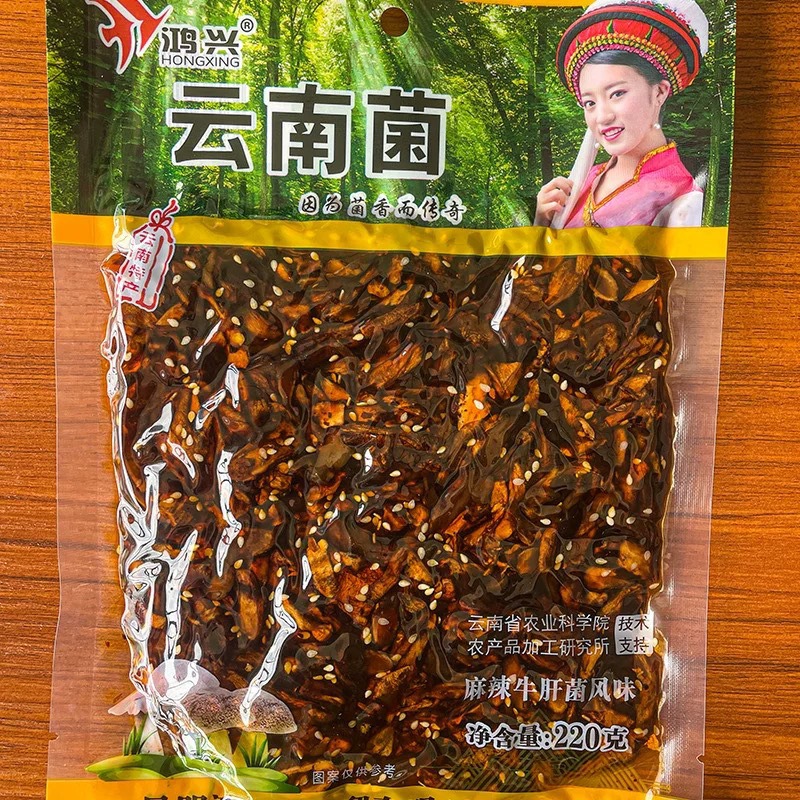 鸿兴®
HONGXING
云南菌
因为菌香而传奇
云南特产
云南省农业科学院
农产品加工研究所
技术
支持
麻辣牛肝菌风味
净含量:220克
图案仅供参考